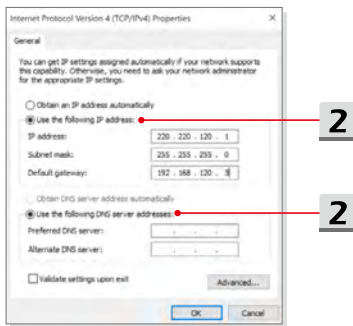 Internet Protocol Version 4 (TCP/IPv4) Properties
General
You can get IP settings assigned automatically if your network supports
this capability. Otherwise, you need to ask your network administrator
for the appropriate IP settings.
Obtain an IP address automatically
Use the following IP address:
2
IP address: 220 . 220 . 120 . 1
Subnet mask: 255 . 255 . 255 . 0
Default gateway: 192 . 168 . 120 . 3
Obtain DNS server address automatically
Use the following DNS server addresses:
2
Preferred DNS server: . . .
Alternate DNS server: . . .
Validate settings upon exit
Advanced...
OK Cancel